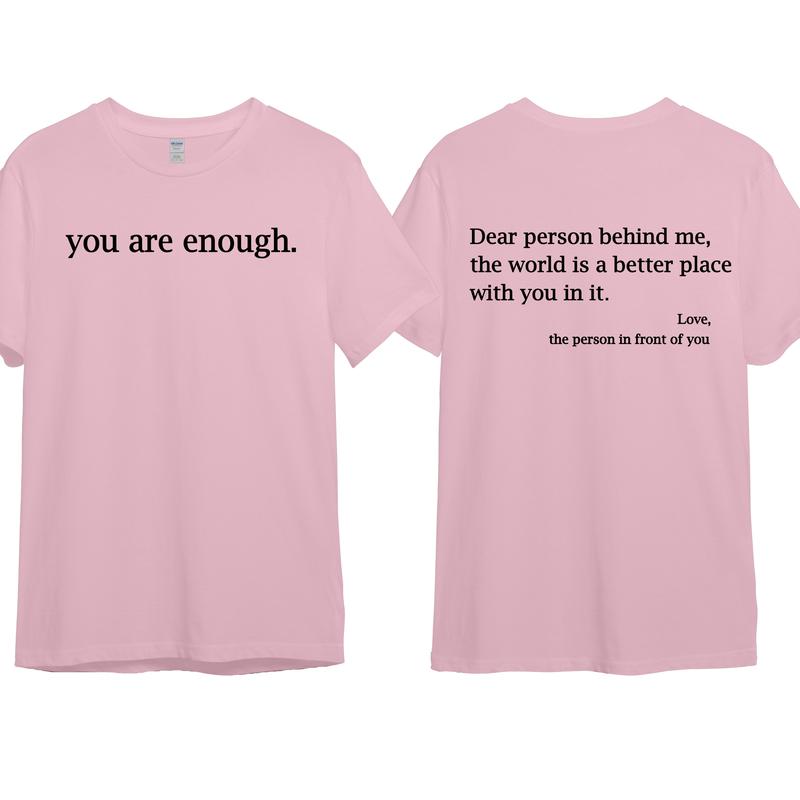 you are enough.
Dear person behind me,
the world is a better place
with you in it.
Love,
the person in front of you